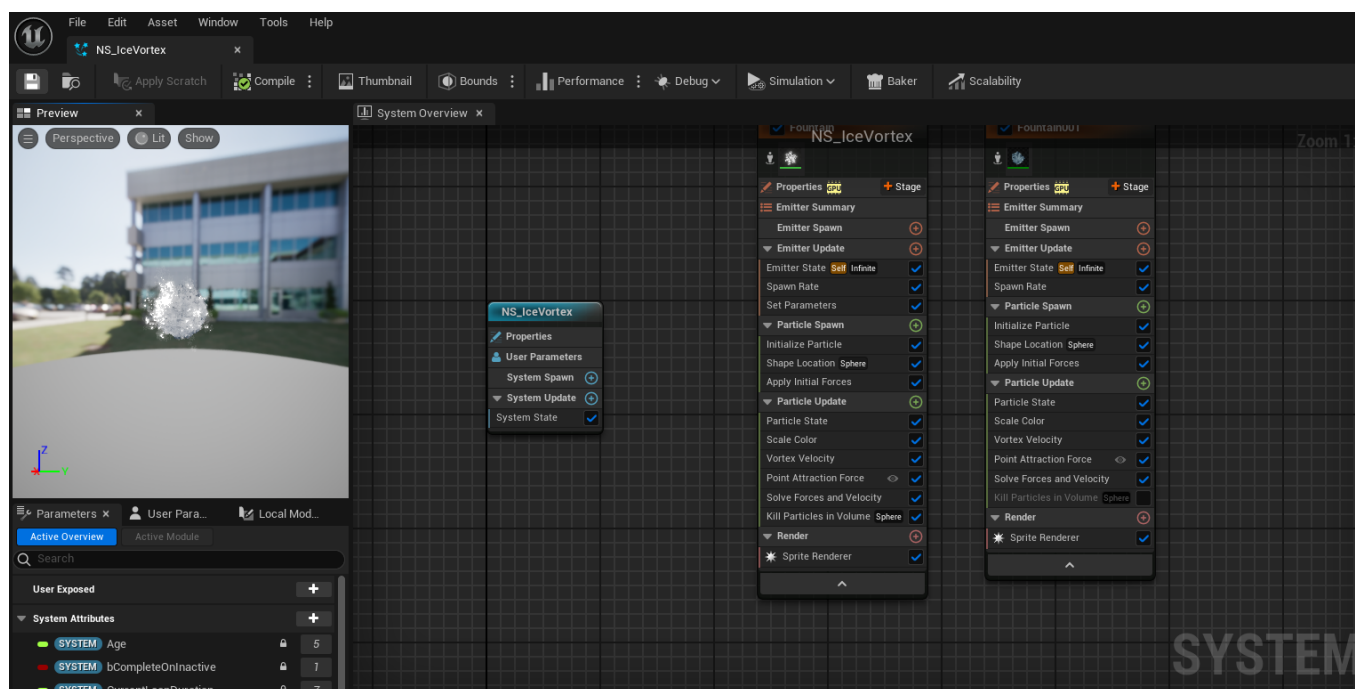 File Edit Asset Window Tools Help
NS_IceVortex ×
Apply Scratch Compile Thumbnail Bounds Performance Debug Simulation Baker Scalability
Preview ×
System Overview ×
Perspective Lit Show
Z
Y
Parameters × User Para... Local Mod...
Active Overview Active Module
Search
User Exposed
System Attributes
SYSTEM Age 5
SYSTEM bCompleteOnInactive 1
SYSTEM CurrentLoopDuration
NS_IceVortex
Zoom 1
NS_IceVortex
Properties
User Parameters
System Spawn
System Update
System State
Fountain
Properties GPU + Stage
Emitter Summary
Emitter Spawn
Emitter Update
Emitter State Self Infinite
Spawn Rate
Set Parameters
Particle Spawn
Initialize Particle
Shape Location Sphere
Apply Initial Forces
Particle Update
Particle State
Scale Color
Vortex Velocity
Point Attraction Force
Solve Forces and Velocity
Kill Particles in Volume Sphere
Render
Sprite Renderer
Fountain001
Properties GPU + Stage
Emitter Summary
Emitter Spawn
Emitter Update
Emitter State Self Infinite
Spawn Rate
Particle Spawn
Initialize Particle
Shape Location Sphere
Apply Initial Forces
Particle Update
Particle State
Scale Color
Vortex Velocity
Point Attraction Force
Solve Forces and Velocity
Kill Particles in Volume Sphere
Render
Sprite Renderer
SYSTEM